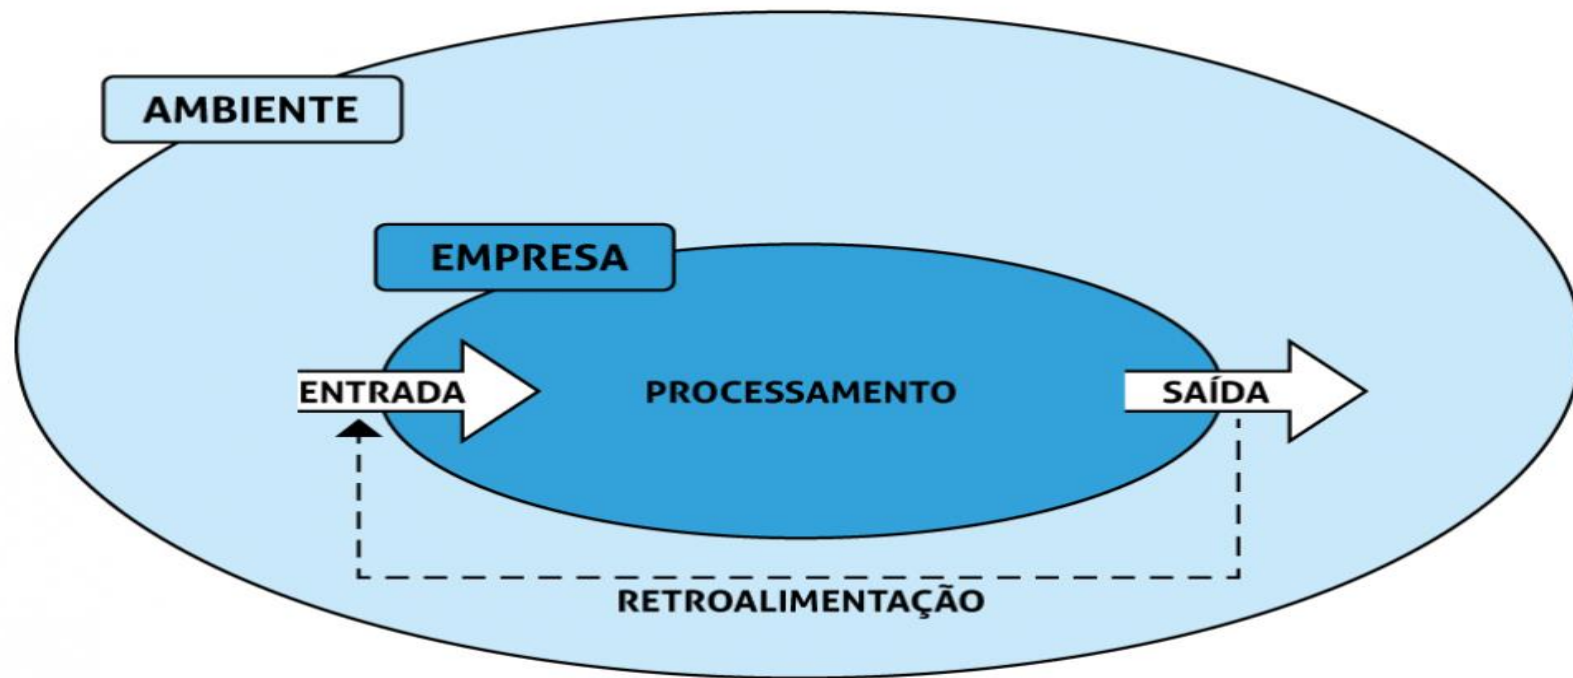 AMBIENTE
EMPRESA
ENTRADA
PROCESSAMENTO
SAÍDA
RETROALIMENTAÇÃO